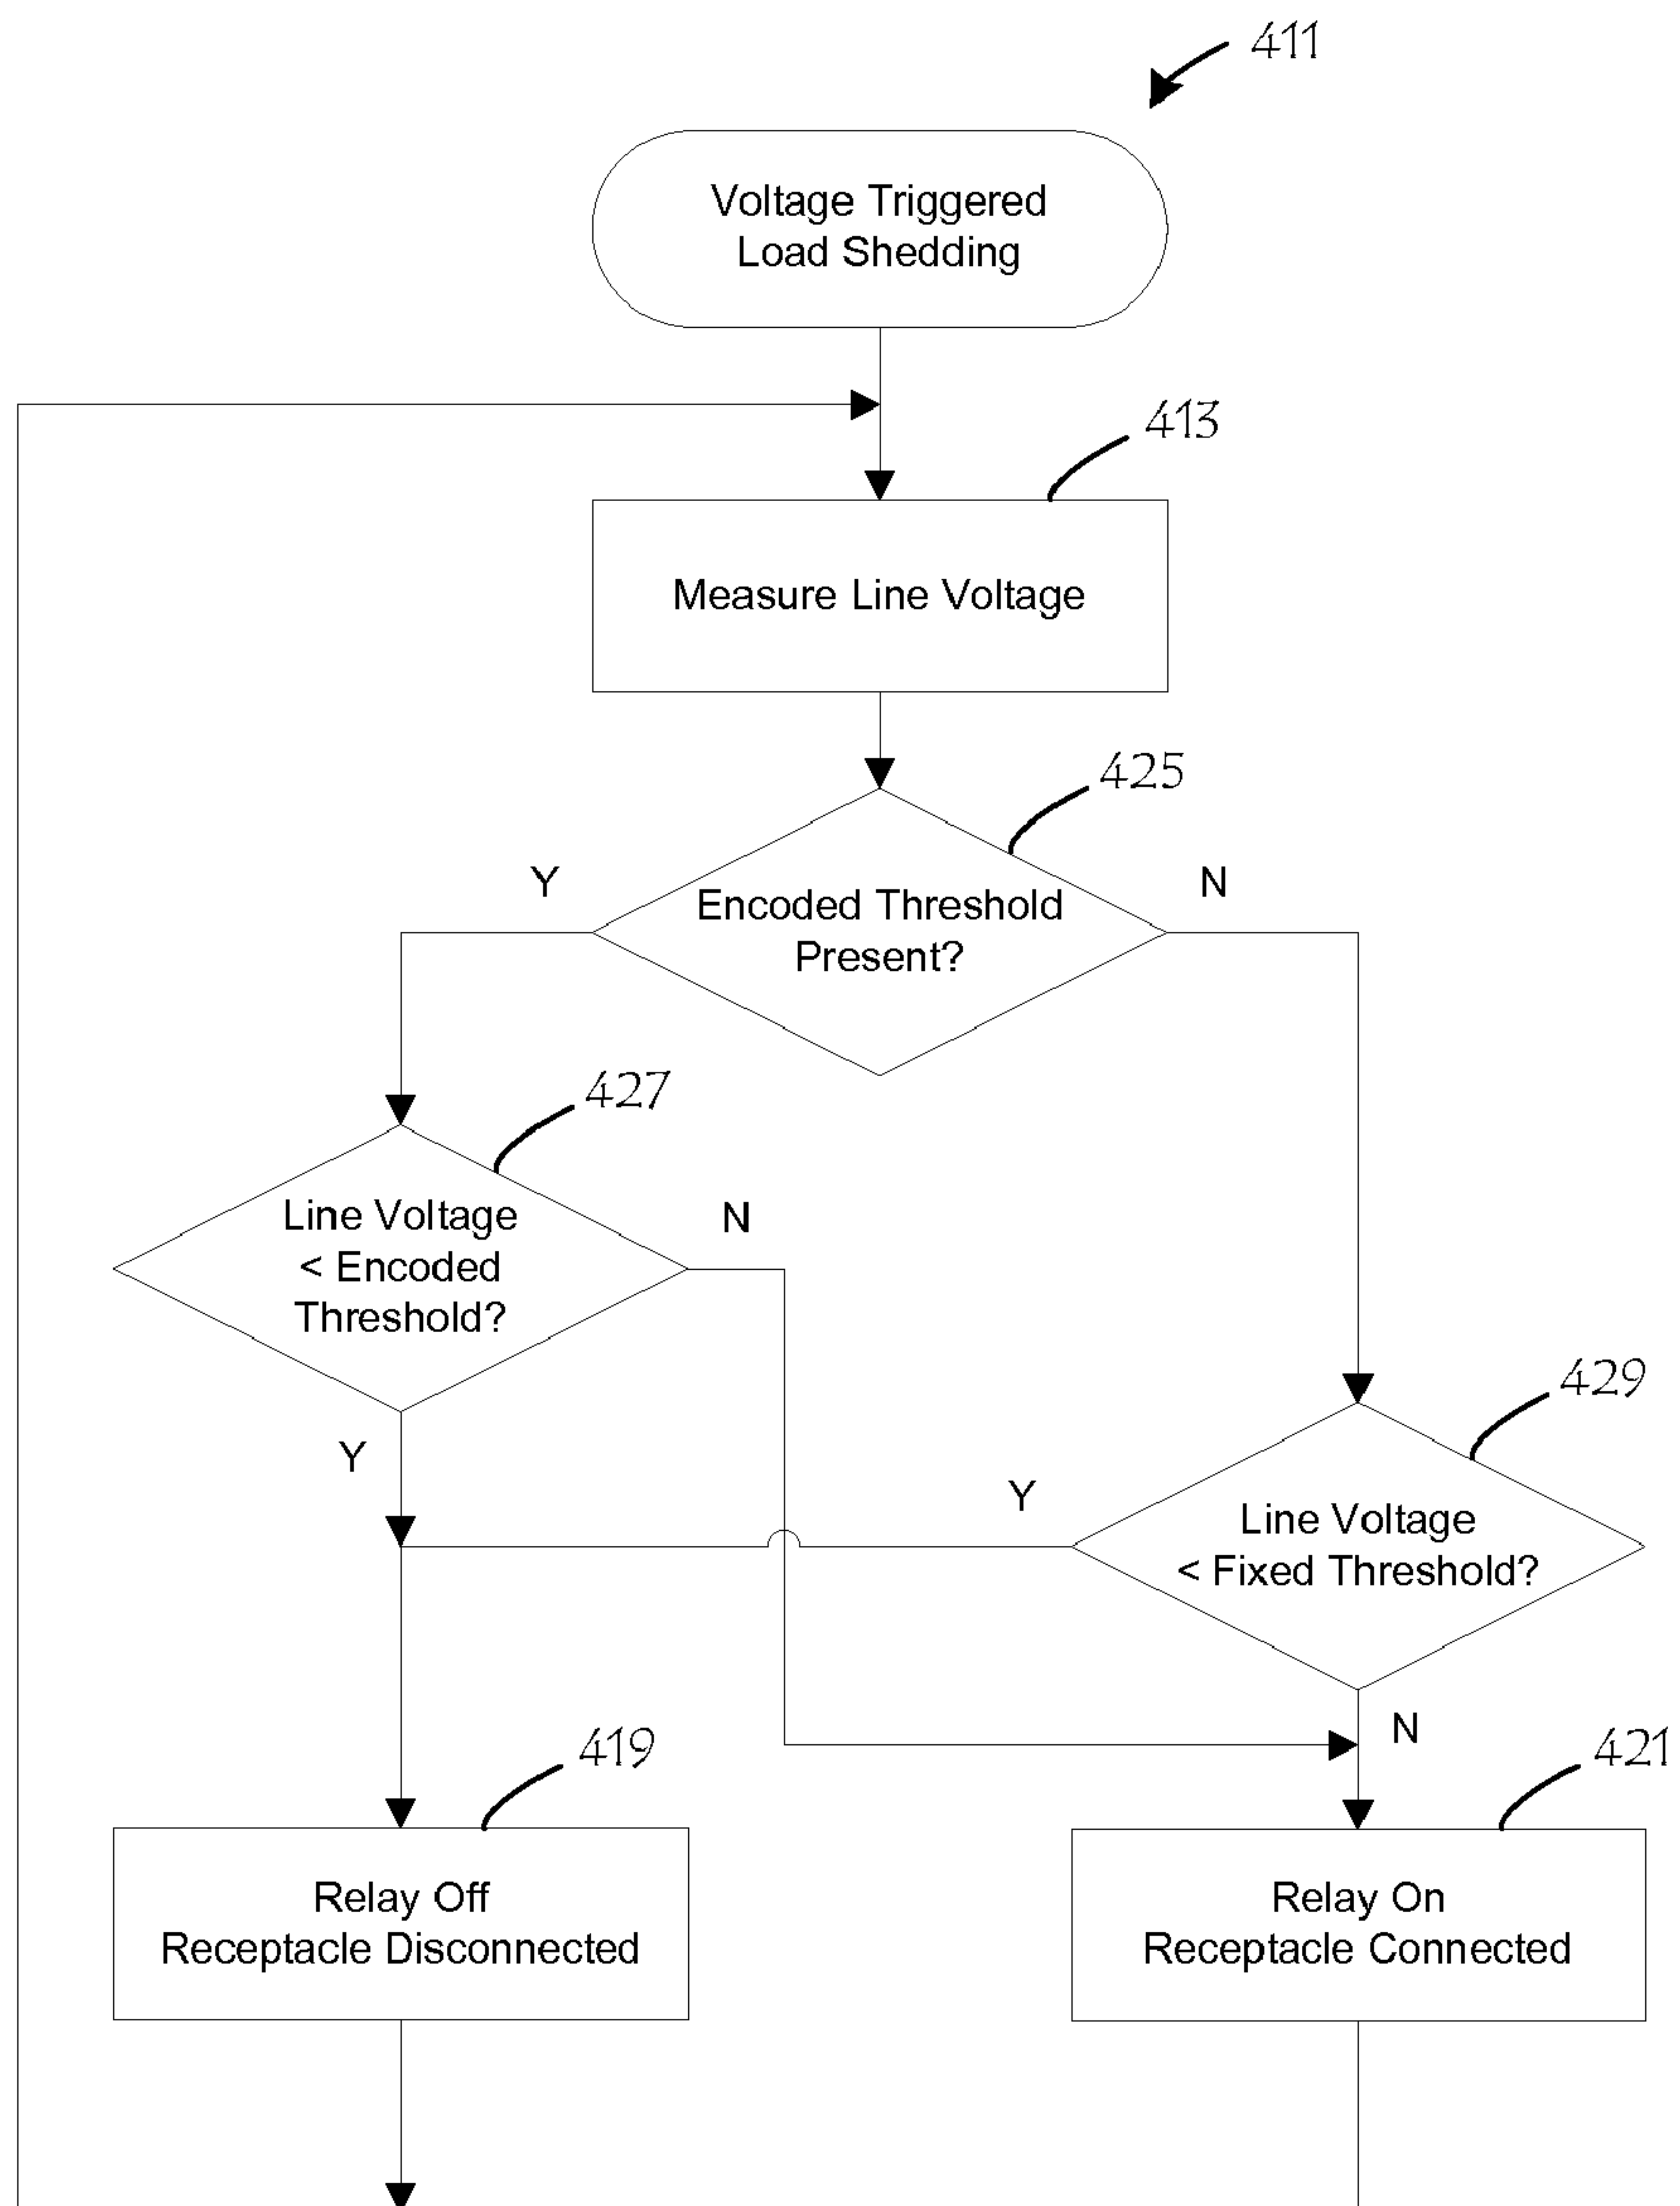 411
Voltage Triggered
Load Shedding
413
Measure Line Voltage
425
Y
N
Encoded Threshold
Present?
427
Line Voltage
< Encoded
Threshold?
N
429
Y
Y
Line Voltage
< Fixed Threshold?
N
419
421
Relay Off
Receptacle Disconnected
Relay On
Receptacle Connected